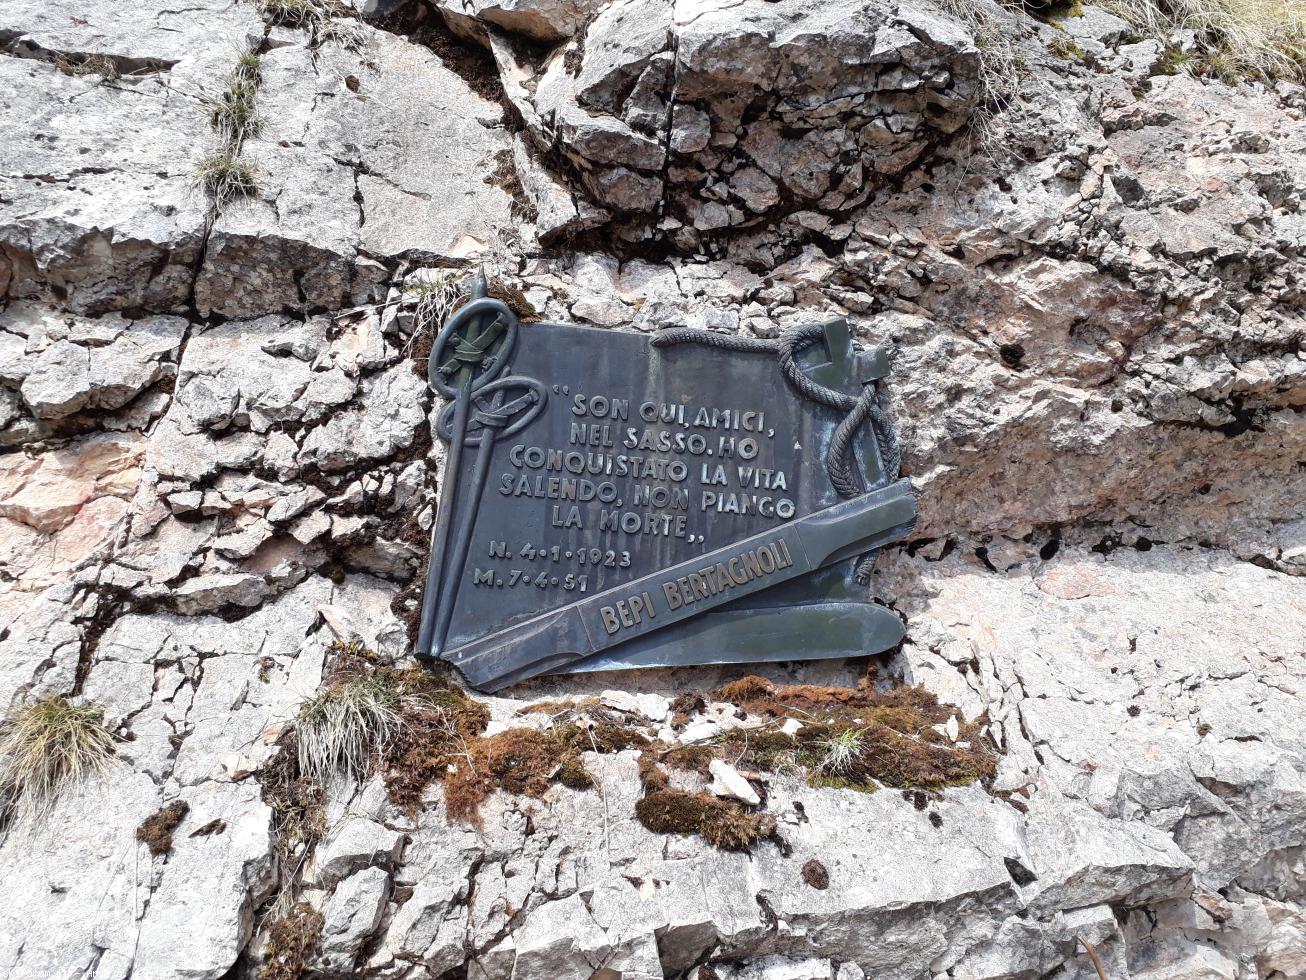 “SON QUI, AMICI,
NEL SASSO. HO
CONQUISTATO LA VITA
SALENDO, NON PIANGO
LA MORTE„
N. 4·1·1923
M. 7·4·51
BEPI BERTAGNOLI